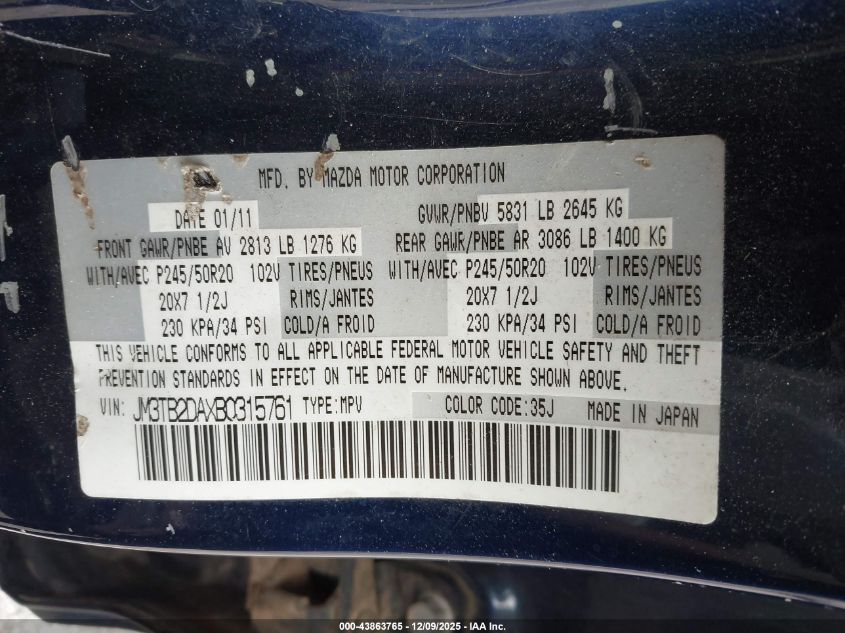 MFD. BY MAZDA MOTOR CORPORATION
DATE 01/11 GVWR/PNBV 5831 LB 2645 KG
FRONT GAWR/PNBE AV 2813 LB 1276 KG REAR GAWR/PNBE AR 3086 LB 1400 KG
WITH/AVEC P245/50R20 102V TIRES/PNEUS WITH/AVEC P245/50R20 102V TIRES/PNEUS
20X7 1/2J RIMS/JANTES 20X7 1/2J RIMS/JANTES
230 KPA/34 PSI COLD/A FROID 230 KPA/34 PSI COLD/A FROID
THIS VEHICLE CONFORMS TO ALL APPLICABLE FEDERAL MOTOR VEHICLE SAFETY AND THEFT
PREVENTION STANDARDS IN EFFECT ON THE DATE OF MANUFACTURE SHOWN ABOVE.
VIN: JM3TB2DAXB0315761 TYPE:MPV COLOR CODE:35J MADE IN JAPAN
000-43863765 - 12/09/2025 - IAA Inc.